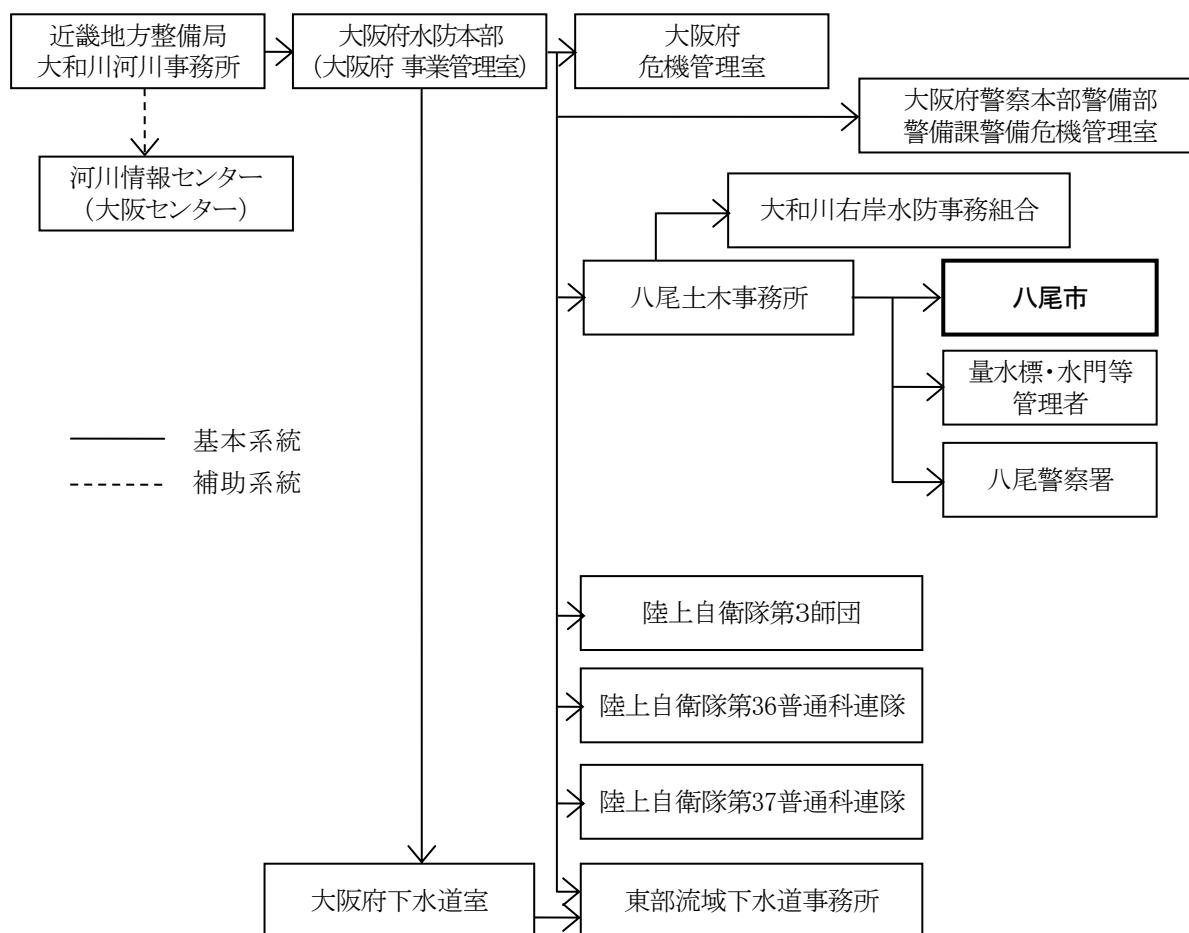 近畿地方整備局
大和川河川事務所
大阪府水防本部
（大阪府 事業管理室）
大阪府
危機管理室
大阪府警察本部警備部
警備課警備危機管理室
河川情報センター
（大阪センター）
大和川右岸水防事務組合
八尾土木事務所
八尾市
量水標・水門等
管理者
基本系統
八尾警察署
補助系統
陸上自衛隊第3師団
陸上自衛隊第36普通科連隊
陸上自衛隊第37普通科連隊
大阪府下水道室
東部流域下水道事務所